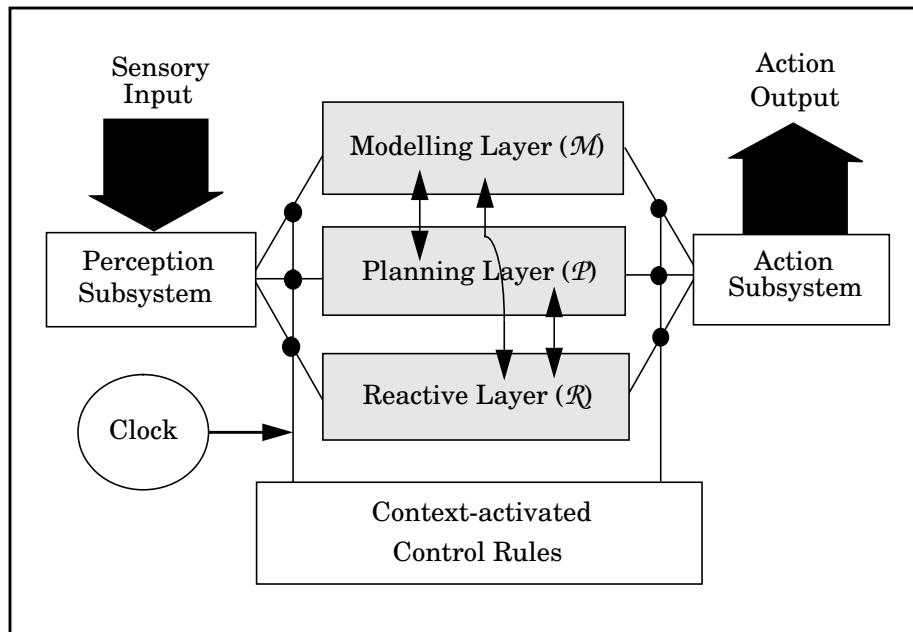 Sensory
Input
Action
Output
Modelling Layer (ℳ)
Perception
Subsystem
Planning Layer (𝒫)
Action
Subsystem
Reactive Layer (ℛ)
Clock
Context-activated
Control Rules